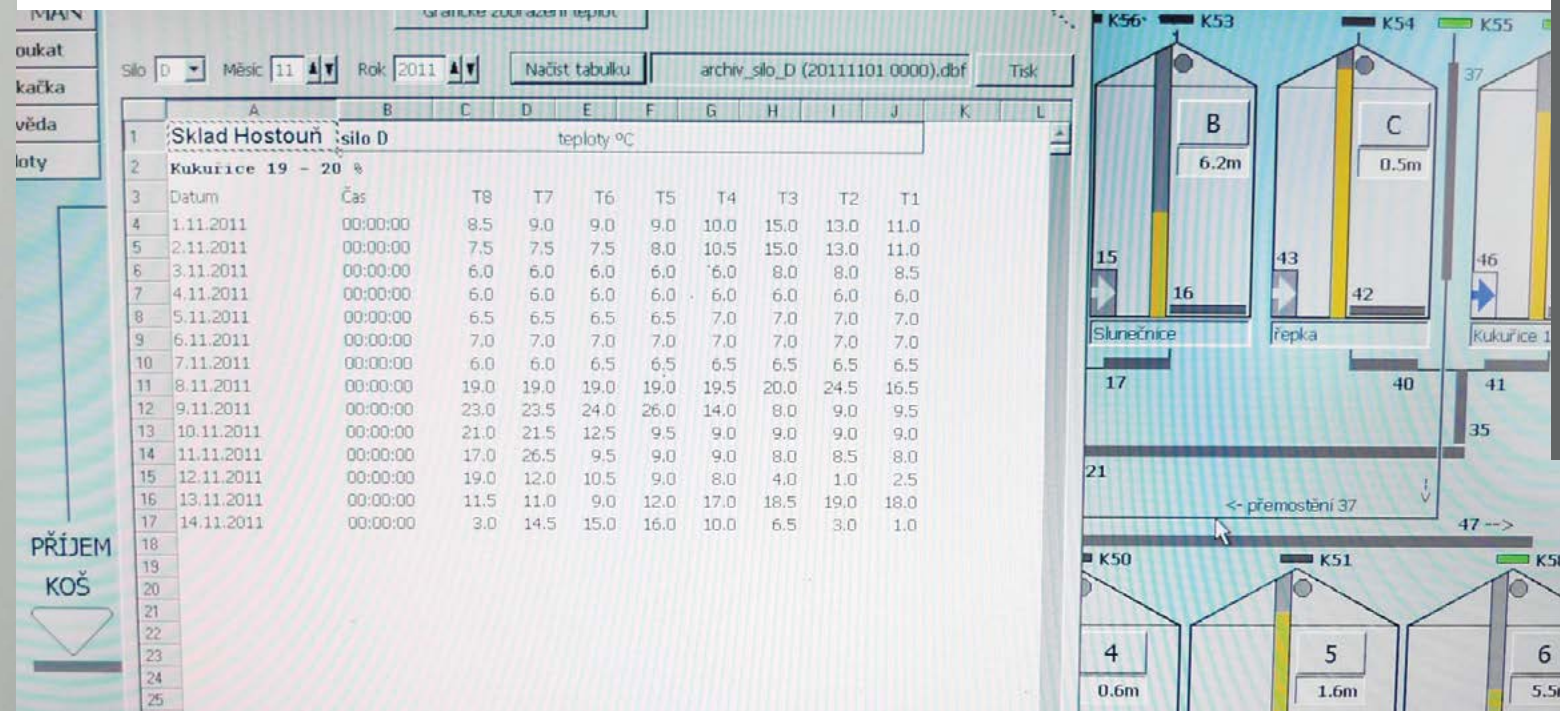 MAN
Grafické zobrazení teplot
oukat
kačka
věda
loty
Silo D Měsíc 11 Rok 2011 Načíst tabulku archiv_silo_D (20111101 0000).dbf Tisk
A B C D E F G H I J K L
1 Sklad Hostouň silo D teploty ºC
2 Kukuřice 19 - 20 %
3 Datum Čas T8 T7 T6 T5 T4 T3 T2 T1
4 1.11.2011 00:00:00 8.5 9.0 9.0 9.0 10.0 15.0 13.0 11.0
5 2.11.2011 00:00:00 7.5 7.5 7.5 8.0 10.5 15.0 13.0 11.0
6 3.11.2011 00:00:00 6.0 6.0 6.0 6.0 6.0 8.0 8.0 8.5
7 4.11.2011 00:00:00 6.0 6.0 6.0 6.0 6.0 6.0 6.0 6.0
8 5.11.2011 00:00:00 6.5 6.5 6.5 6.5 7.0 7.0 7.0 7.0
9 6.11.2011 00:00:00 7.0 7.0 7.0 7.0 7.0 7.0 7.0 7.0
10 7.11.2011 00:00:00 6.0 6.0 6.5 6.5 6.5 6.5 6.5 6.5
11 8.11.2011 00:00:00 19.0 19.0 19.0 19.0 19.5 20.0 24.5 16.5
12 9.11.2011 00:00:00 23.0 23.5 24.0 26.0 14.0 8.0 9.0 9.5
13 10.11.2011 00:00:00 21.0 21.5 12.5 9.5 9.0 9.0 9.0 9.0
14 11.11.2011 00:00:00 17.0 26.5 9.5 9.0 9.0 8.0 8.5 8.0
15 12.11.2011 00:00:00 19.0 12.0 10.5 9.0 8.0 4.0 1.0 2.5
16 13.11.2011 00:00:00 11.5 11.0 9.0 12.0 17.0 18.5 19.0 18.0
17 14.11.2011 00:00:00 3.0 14.5 15.0 16.0 10.0 6.5 3.0 1.0
18
19
20
21
22
23
24
25
PŘÍJEM
KOŠ
K56 K53 K54 K55
37
B C
6.2m 0.5m
15 43 46
16 42
Slunečnice řepka Kukuřice 1
17 40 41
35
21
<- přemostění 37
47 -->
K50 K51 K5
4 5 6
0.6m 1.6m 5.5